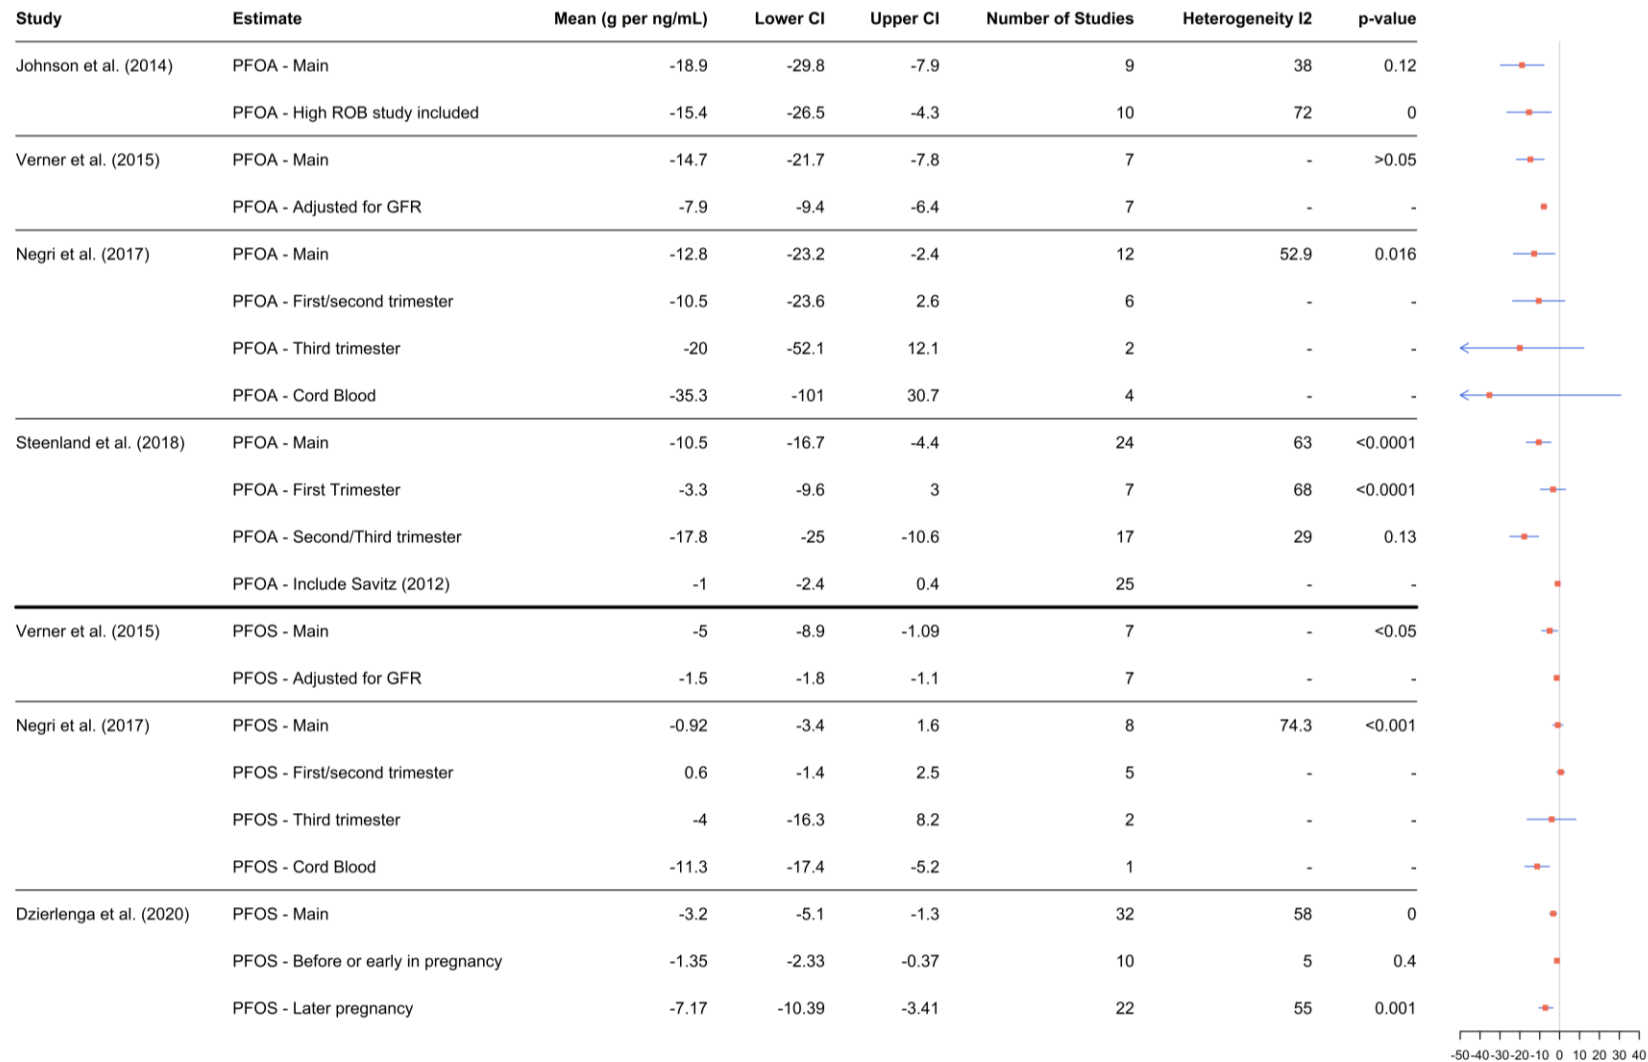 Study Estimate Mean (g per ng/mL) Lower CI Upper CI Number of Studies Heterogeneity I2 p-value
Johnson et al. (2014) PFOA - Main -18.9 -29.8 -7.9 9 38 0.12
PFOA - High ROB study included -15.4 -26.5 -4.3 10 72 0
Verner et al. (2015) PFOA - Main -14.7 -21.7 -7.8 7 - >0.05
PFOA - Adjusted for GFR -7.9 -9.4 -6.4 7 - -
Negri et al. (2017) PFOA - Main -12.8 -23.2 -2.4 12 52.9 0.016
PFOA - First/second trimester -10.5 -23.6 2.6 6 - -
PFOA - Third trimester -20 -52.1 12.1 2 - -
PFOA - Cord Blood -35.3 -101 30.7 4 - -
Steenland et al. (2018) PFOA - Main -10.5 -16.7 -4.4 24 63 <0.0001
PFOA - First Trimester -3.3 -9.6 3 7 68 <0.0001
PFOA - Second/Third trimester -17.8 -25 -10.6 17 29 0.13
PFOA - Include Savitz (2012) -1 -2.4 0.4 25 - -
Verner et al. (2015) PFOS - Main -5 -8.9 -1.09 7 - <0.05
PFOS - Adjusted for GFR -1.5 -1.8 -1.1 7 - -
Negri et al. (2017) PFOS - Main -0.92 -3.4 1.6 8 74.3 <0.001
PFOS - First/second trimester 0.6 -1.4 2.5 5 - -
PFOS - Third trimester -4 -16.3 8.2 2 - -
PFOS - Cord Blood -11.3 -17.4 -5.2 1 - -
Dzierlenga et al. (2020) PFOS - Main -3.2 -5.1 -1.3 32 58 0
PFOS - Before or early in pregnancy -1.35 -2.33 -0.37 10 5 0.4
PFOS - Later pregnancy -7.17 -10.39 -3.41 22 55 0.001
-50 -40 -30 -20 -10 0 10 20 30 40